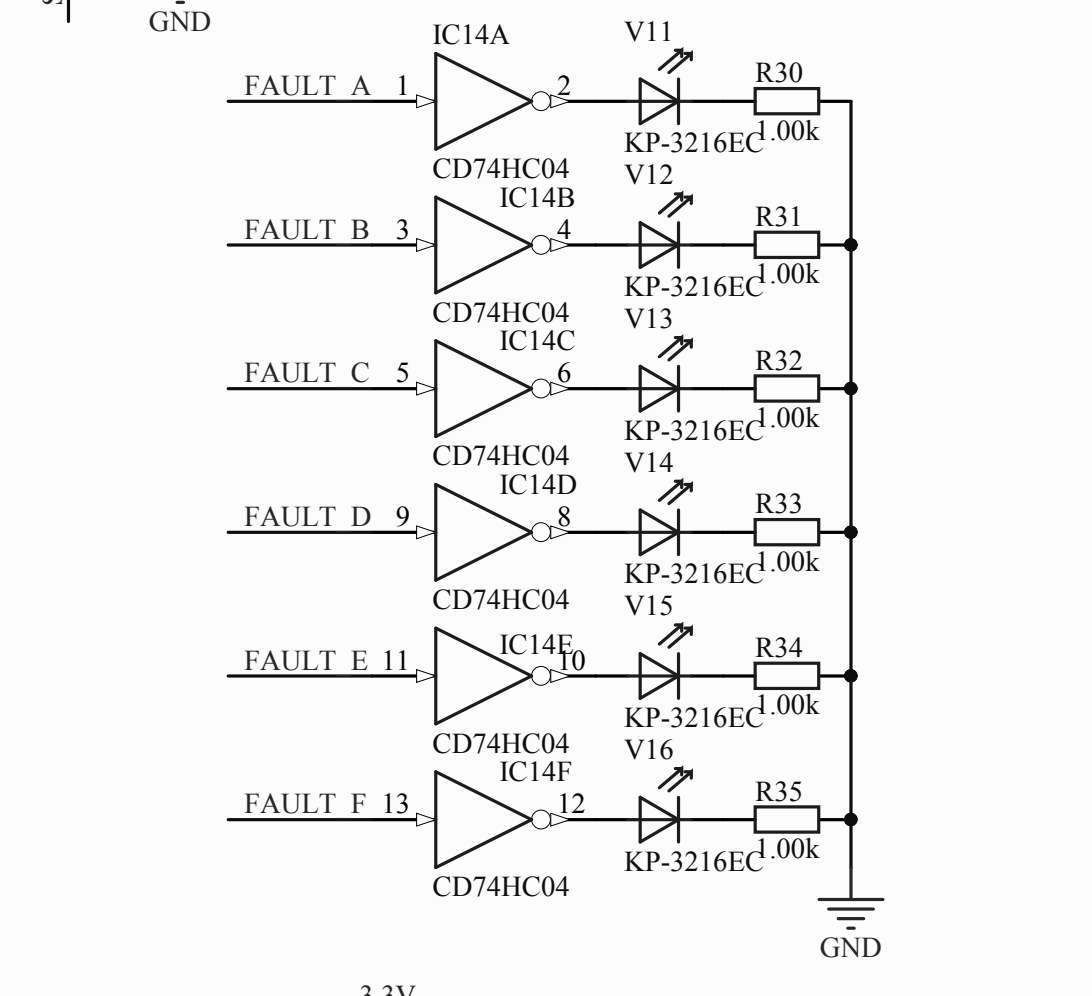 GND
IC14A
V11
FAULT A 1
2
R30
1.00k
KP-3216EC
CD74HC04
V12
IC14B
FAULT B 3
4
R31
1.00k
KP-3216EC
CD74HC04
V13
IC14C
FAULT C 5
6
R32
1.00k
KP-3216EC
CD74HC04
V14
IC14D
FAULT D 9
8
R33
1.00k
KP-3216EC
CD74HC04
V15
IC14E
FAULT E 11
10
R34
1.00k
KP-3216EC
CD74HC04
V16
IC14F
FAULT F 13
12
R35
1.00k
KP-3216EC
CD74HC04
GND
3.3V